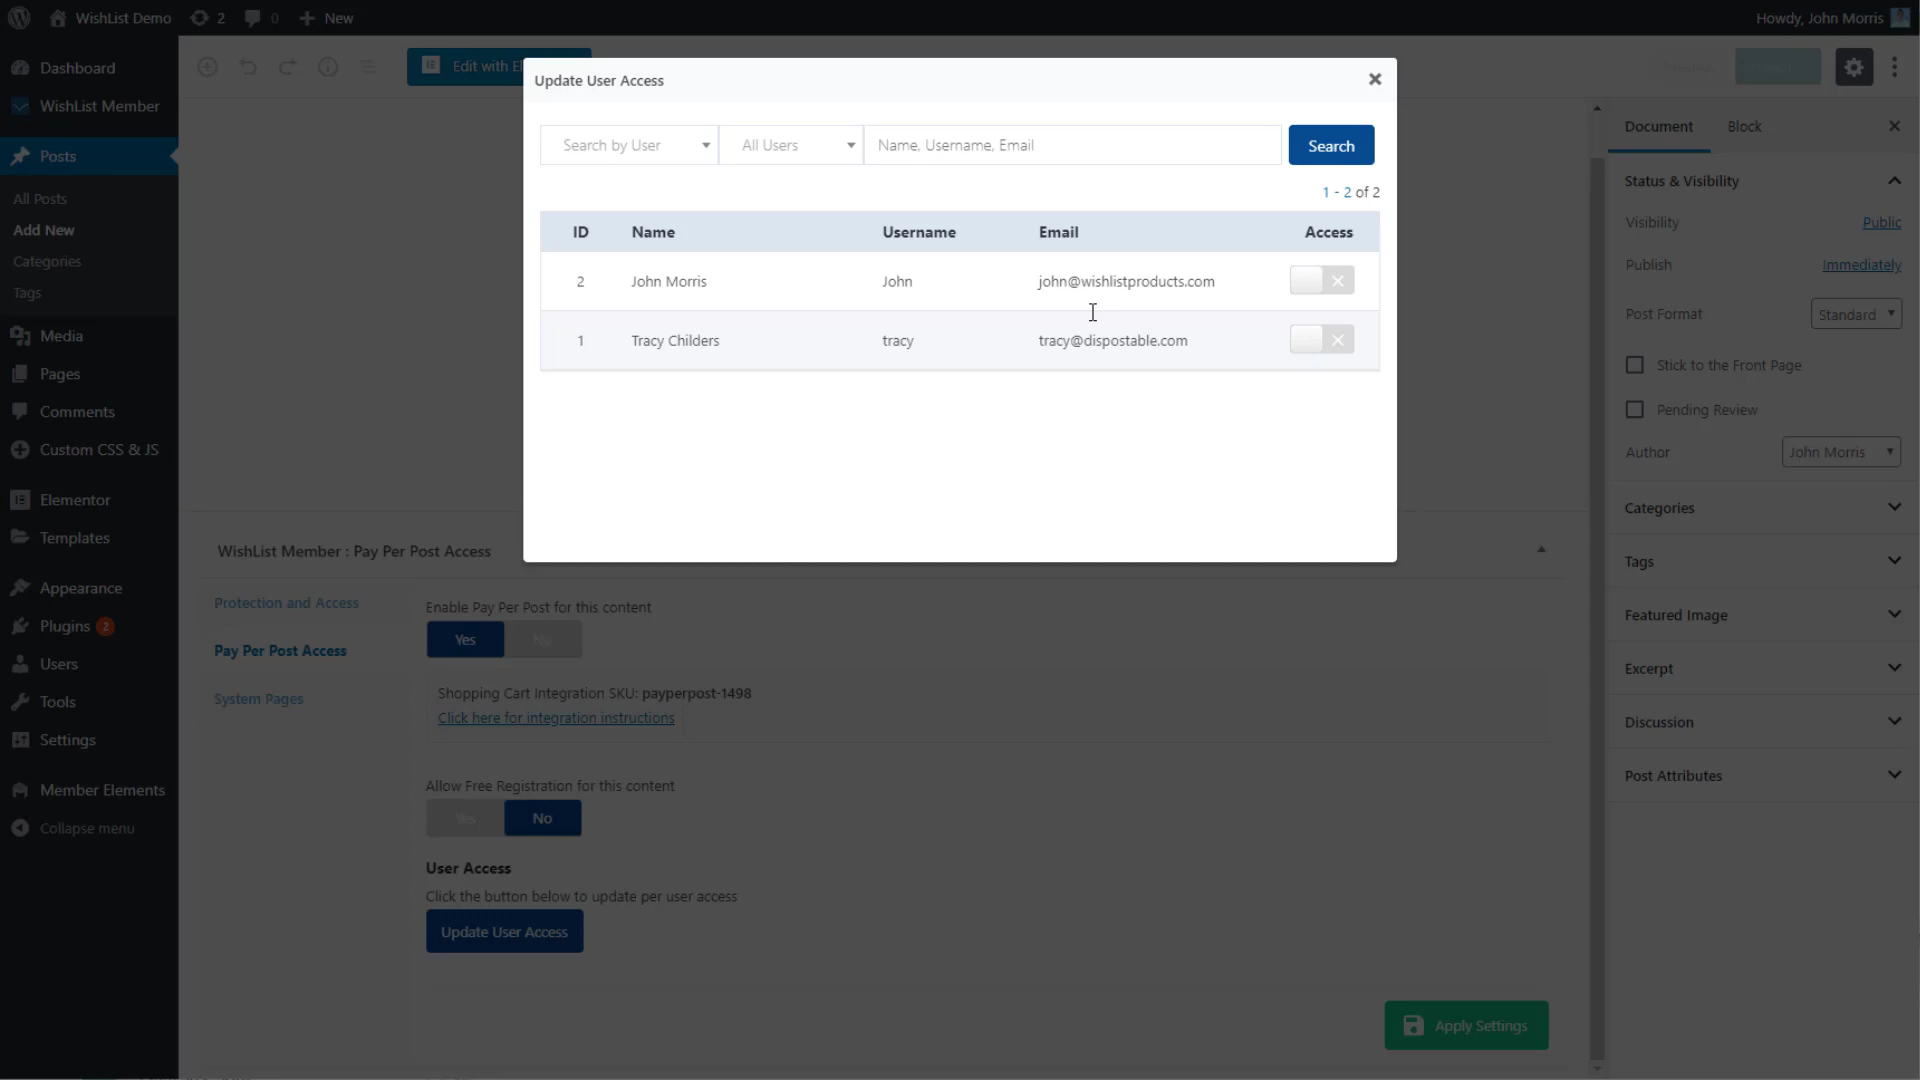 WishList Demo 2 0 New
Howdy, John Morris
Dashboard
WishList Member
Posts
All Posts
Add New
Categories
Tags
Media
Pages
Comments
Custom CSS & JS
Elementor
Templates
Appearance
Plugins 2
Users
Tools
Settings
Member Elements
Collapse menu
Edit with El
Update User Access
Search by User
All Users
Name, Username, Email
Search
1 - 2 of 2
ID Name Username Email Access
2 John Morris John john@wishlistproducts.com
1 Tracy Childers tracy tracy@dispostable.com
WishList Member : Pay Per Post Access
Protection and Access
Pay Per Post Access
System Pages
Enable Pay Per Post for this content
Yes No
Shopping Cart Integration SKU: payperpost-1498
Click here for integration instructions
Allow Free Registration for this content
Yes No
User Access
Click the button below to update per user access
Update User Access
Apply Settings
Document Block
Status & Visibility
Visibility Public
Publish Immediately
Post Format Standard
Stick to the Front Page
Pending Review
Author John Morris
Categories
Tags
Featured Image
Excerpt
Discussion
Post Attributes